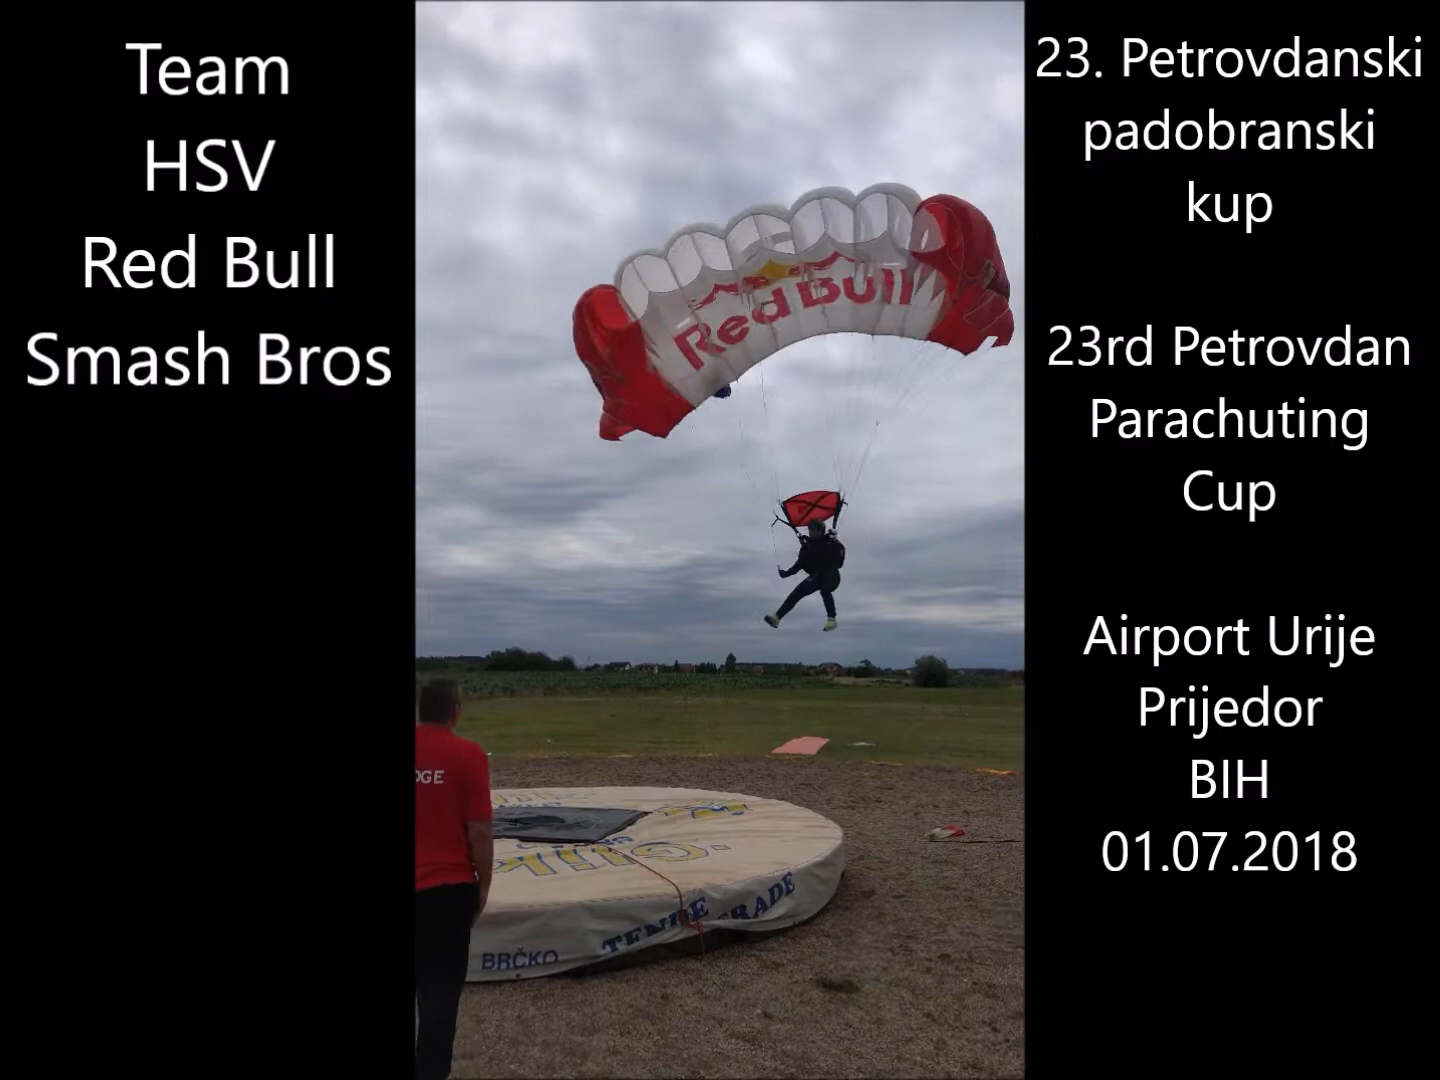 Team
HSV
Red Bull
Smash Bros
23. Petrovdanski
padobranski
kup
23rd Petrovdan
Parachuting
Cup
Airport Urije
Prijedor
BIH
01.07.2018
Red Bull
TENDE
BRČKO